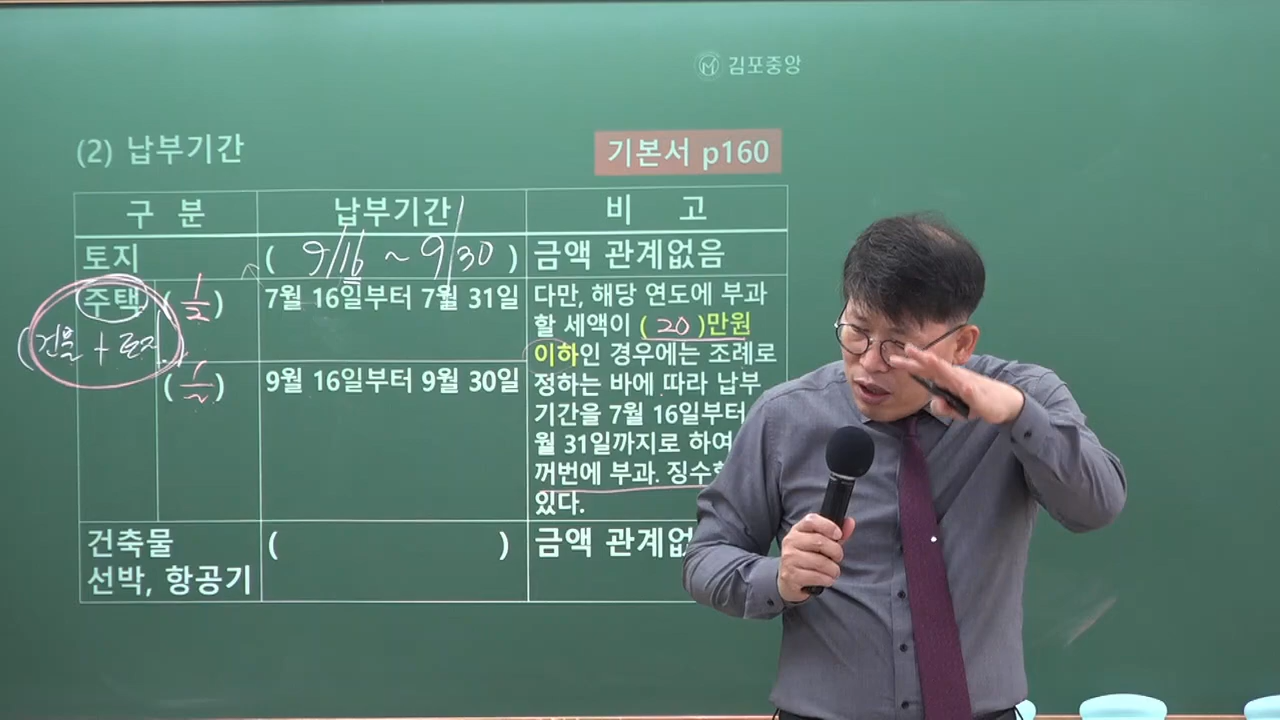 김포중앙
(2) 납부기간
기본서 p160
구 분 납부기간 비 고
토지 ( 9/16 ~ 9/30 ) 금액 관계없음
주택 ( 1/2 ) 7월 16일부터 7월 31일
(건물 + 토지)
( ) 9월 16일부터 9월 30일
다만, 해당 연도에 부과
할 세액이 ( 20 )만원
이하인 경우에는 조례로
정하는 바에 따라 납부
기간을 7월 16일부터
월 31일까지로 하여
꺼번에 부과. 징수
있다.
건축물 ( ) 금액 관계없
선박, 항공기